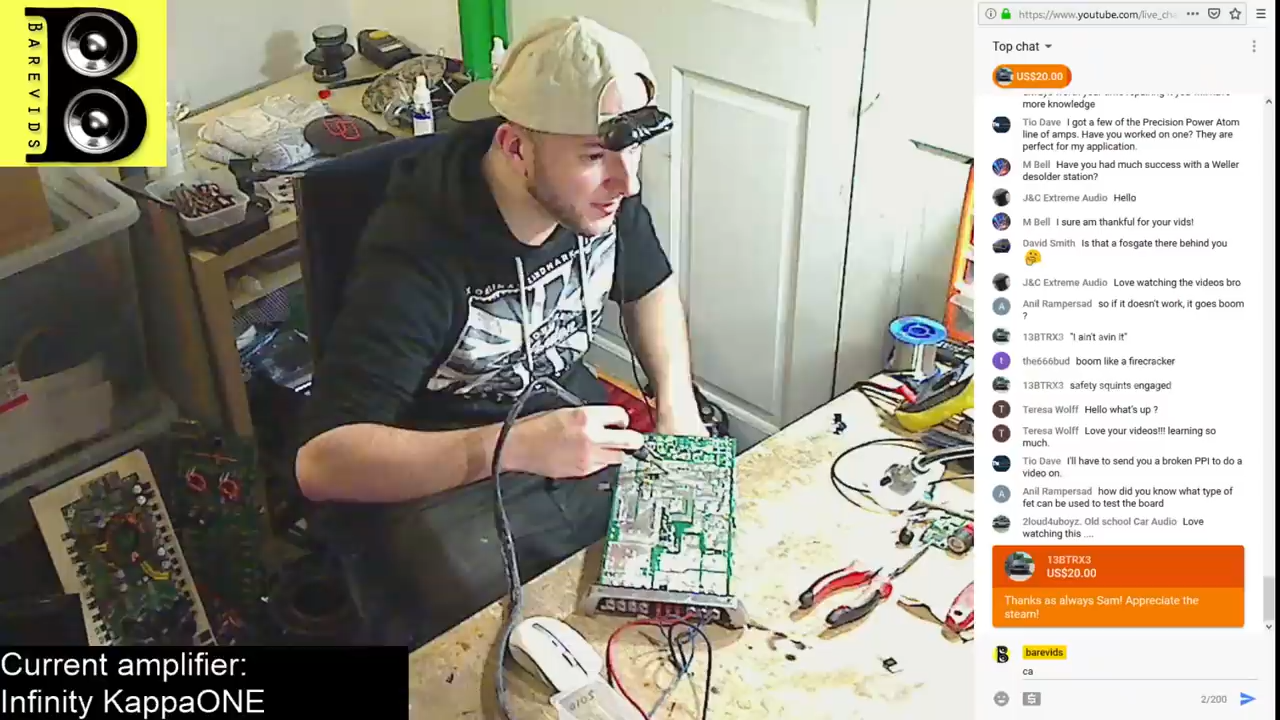 BAREVIDS
Current amplifier:
Infinity KappaONE
https://www.youtube.com/live_ch
Top chat
US$20.00
more knowledge
Tio Dave I got a few of the Precision Power Atom
line of amps. Have you worked on one? They are
perfect for my application.
M Bell Have you had much success with a Weller
desolder station?
J&C Extreme Audio Hello
M Bell I sure am thankful for your vids!
David Smith Is that a fosgate there behind you
J&C Extreme Audio Love watching the videos bro
A
Anil Rampersad so if it doesn't work, it goes boom
?
13BTRX3 "I ain't avin it"
t
the666bud boom like a firecracker
13BTRX3 safety squints engaged
T
Teresa Wolff Hello what's up ?
T
Teresa Wolff Love your videos!!! learning so
much.
Tio Dave I'll have to send you a broken PPI to do a
video on.
A
Anil Rampersad how did you know what type of
fet can be used to test the board
2loud4uboyz. Old school Car Audio Love
watching this ....
13BTRX3
US$20.00
Thanks as always Sam! Appreciate the
steam!
barevids
ca
2/200